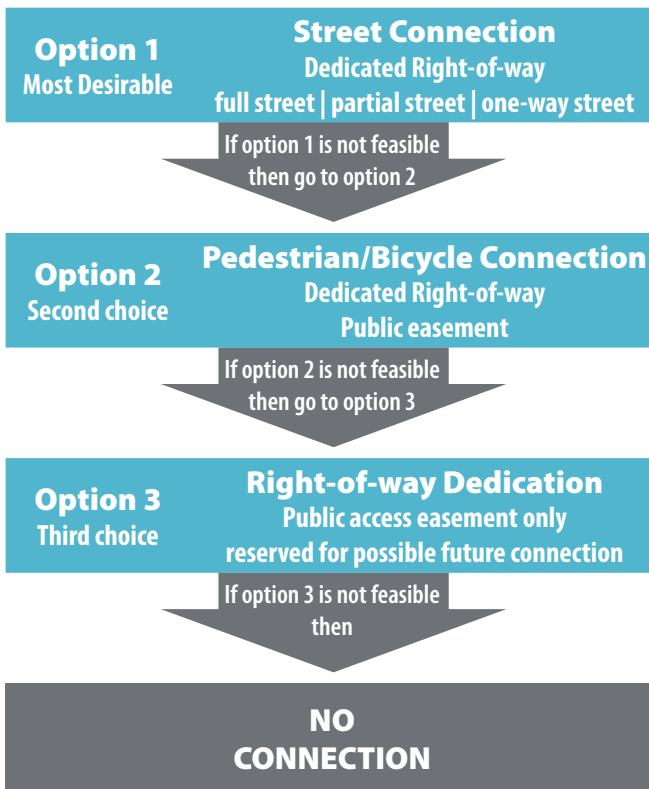 Option 1
Most Desirable
Street Connection
Dedicated Right-of-way
full street | partial street | one-way street
If option 1 is not feasible
then go to option 2
Option 2
Second choice
Pedestrian/Bicycle Connection
Dedicated Right-of-way
Public easement
If option 2 is not feasible
then go to option 3
Option 3
Third choice
Right-of-way Dedication
Public access easement only
reserved for possible future connection
If option 3 is not feasible
then
NO
CONNECTION